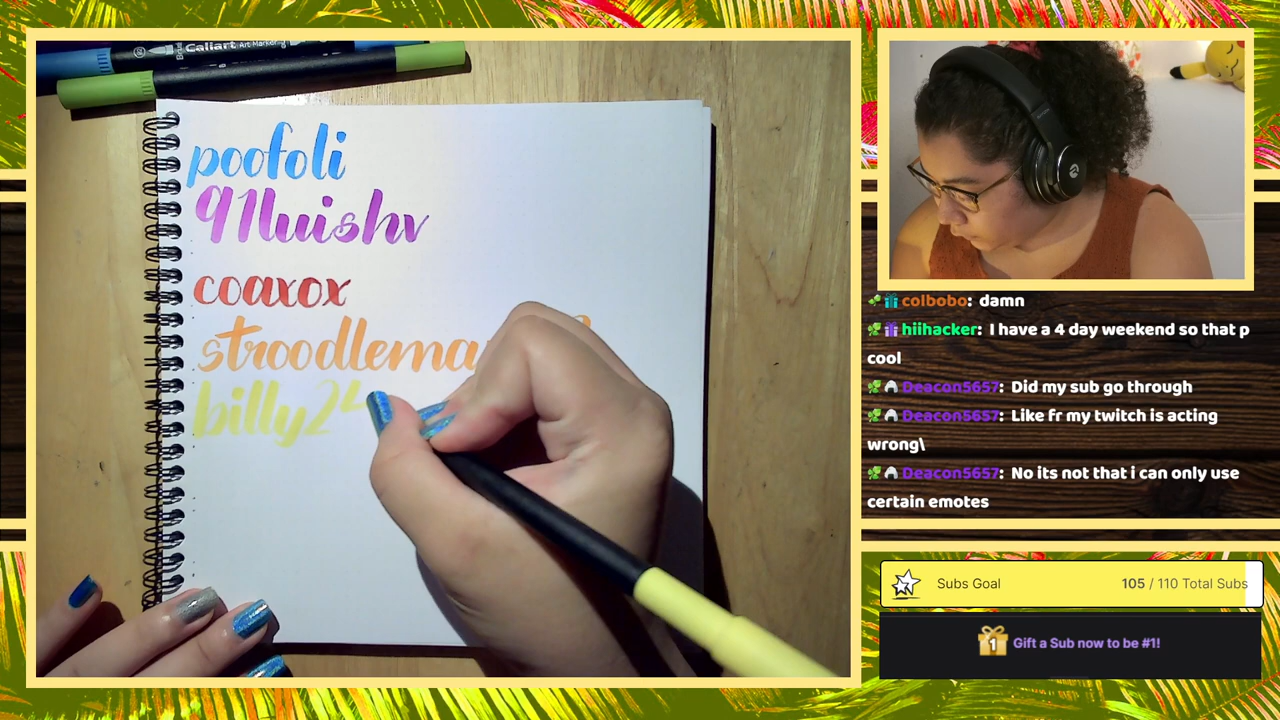 Caliart Art Markers
poofoli
91luishv
coaxox
billy24
colbobo: damn
hiihacker: I have a 4 day weekend so that p
cool
Deacon5657: Did my sub go through
Deacon5657: Like fr my twitch is acting
wrong\
Deacon5657: No its not that i can only use
certain emotes
Subs Goal
105 / 110 Total Subs
1
Gift a Sub now to be #1!